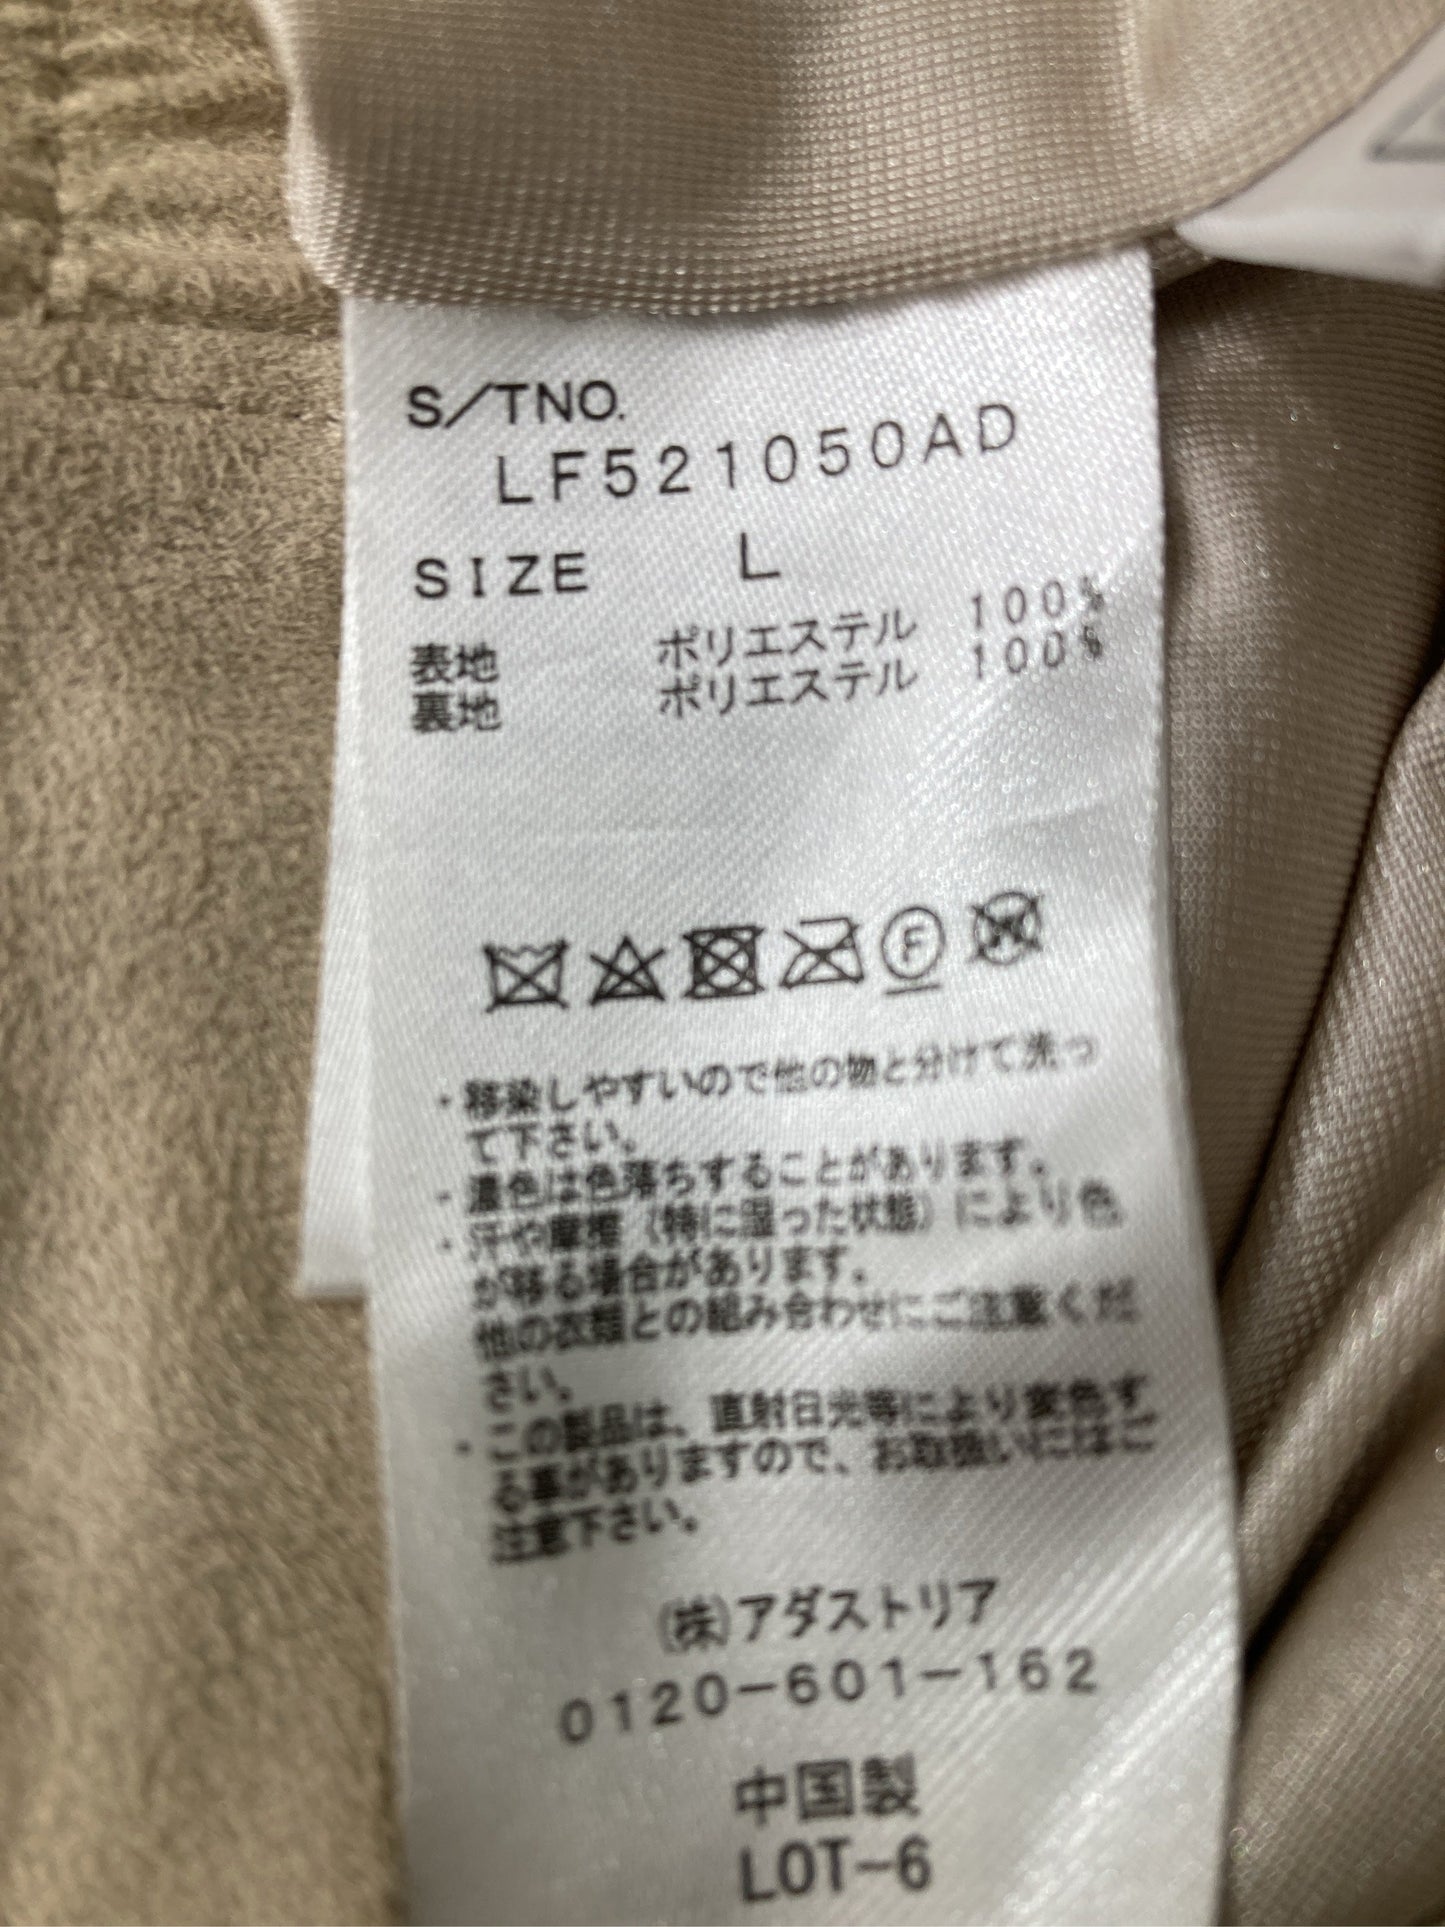 S/TNO.
LF521050AD
SIZE L
表地 ポリエステル 100%
裏地 ポリエステル 100%
F
・移染しやすいので他の物と分けて洗っ
て下さい。
・濃色は色落ちすることがあります。
・汗や摩擦（特に湿った状態）により色
が移る場合があります。
他の衣類との組み合わせにご注意くだ
さい。
・この製品は、直射日光等により変色す
る事がありますので、お取扱いにはご
注意下さい。
(株)アダストリア
0120-601-162
中国製
LOT-6